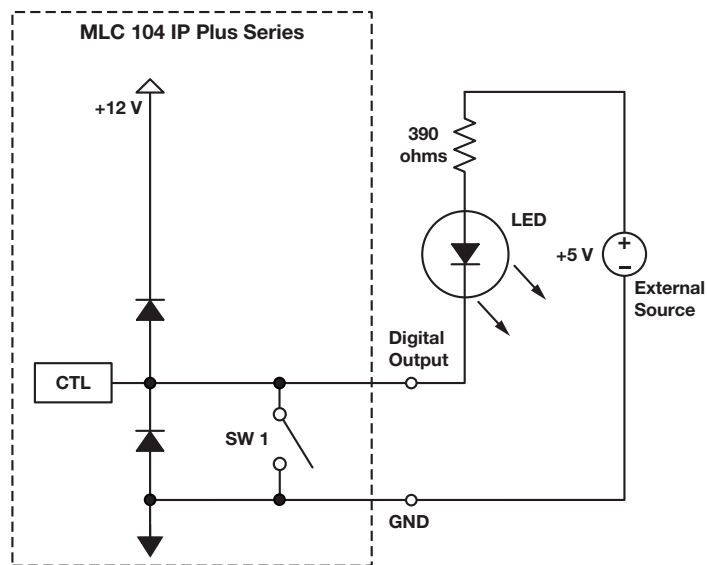 MLC 104 IP Plus Series
+12 V
390
ohms
LED
+5 V
+
–
External
Source
Digital
Output
CTL
SW 1
GND